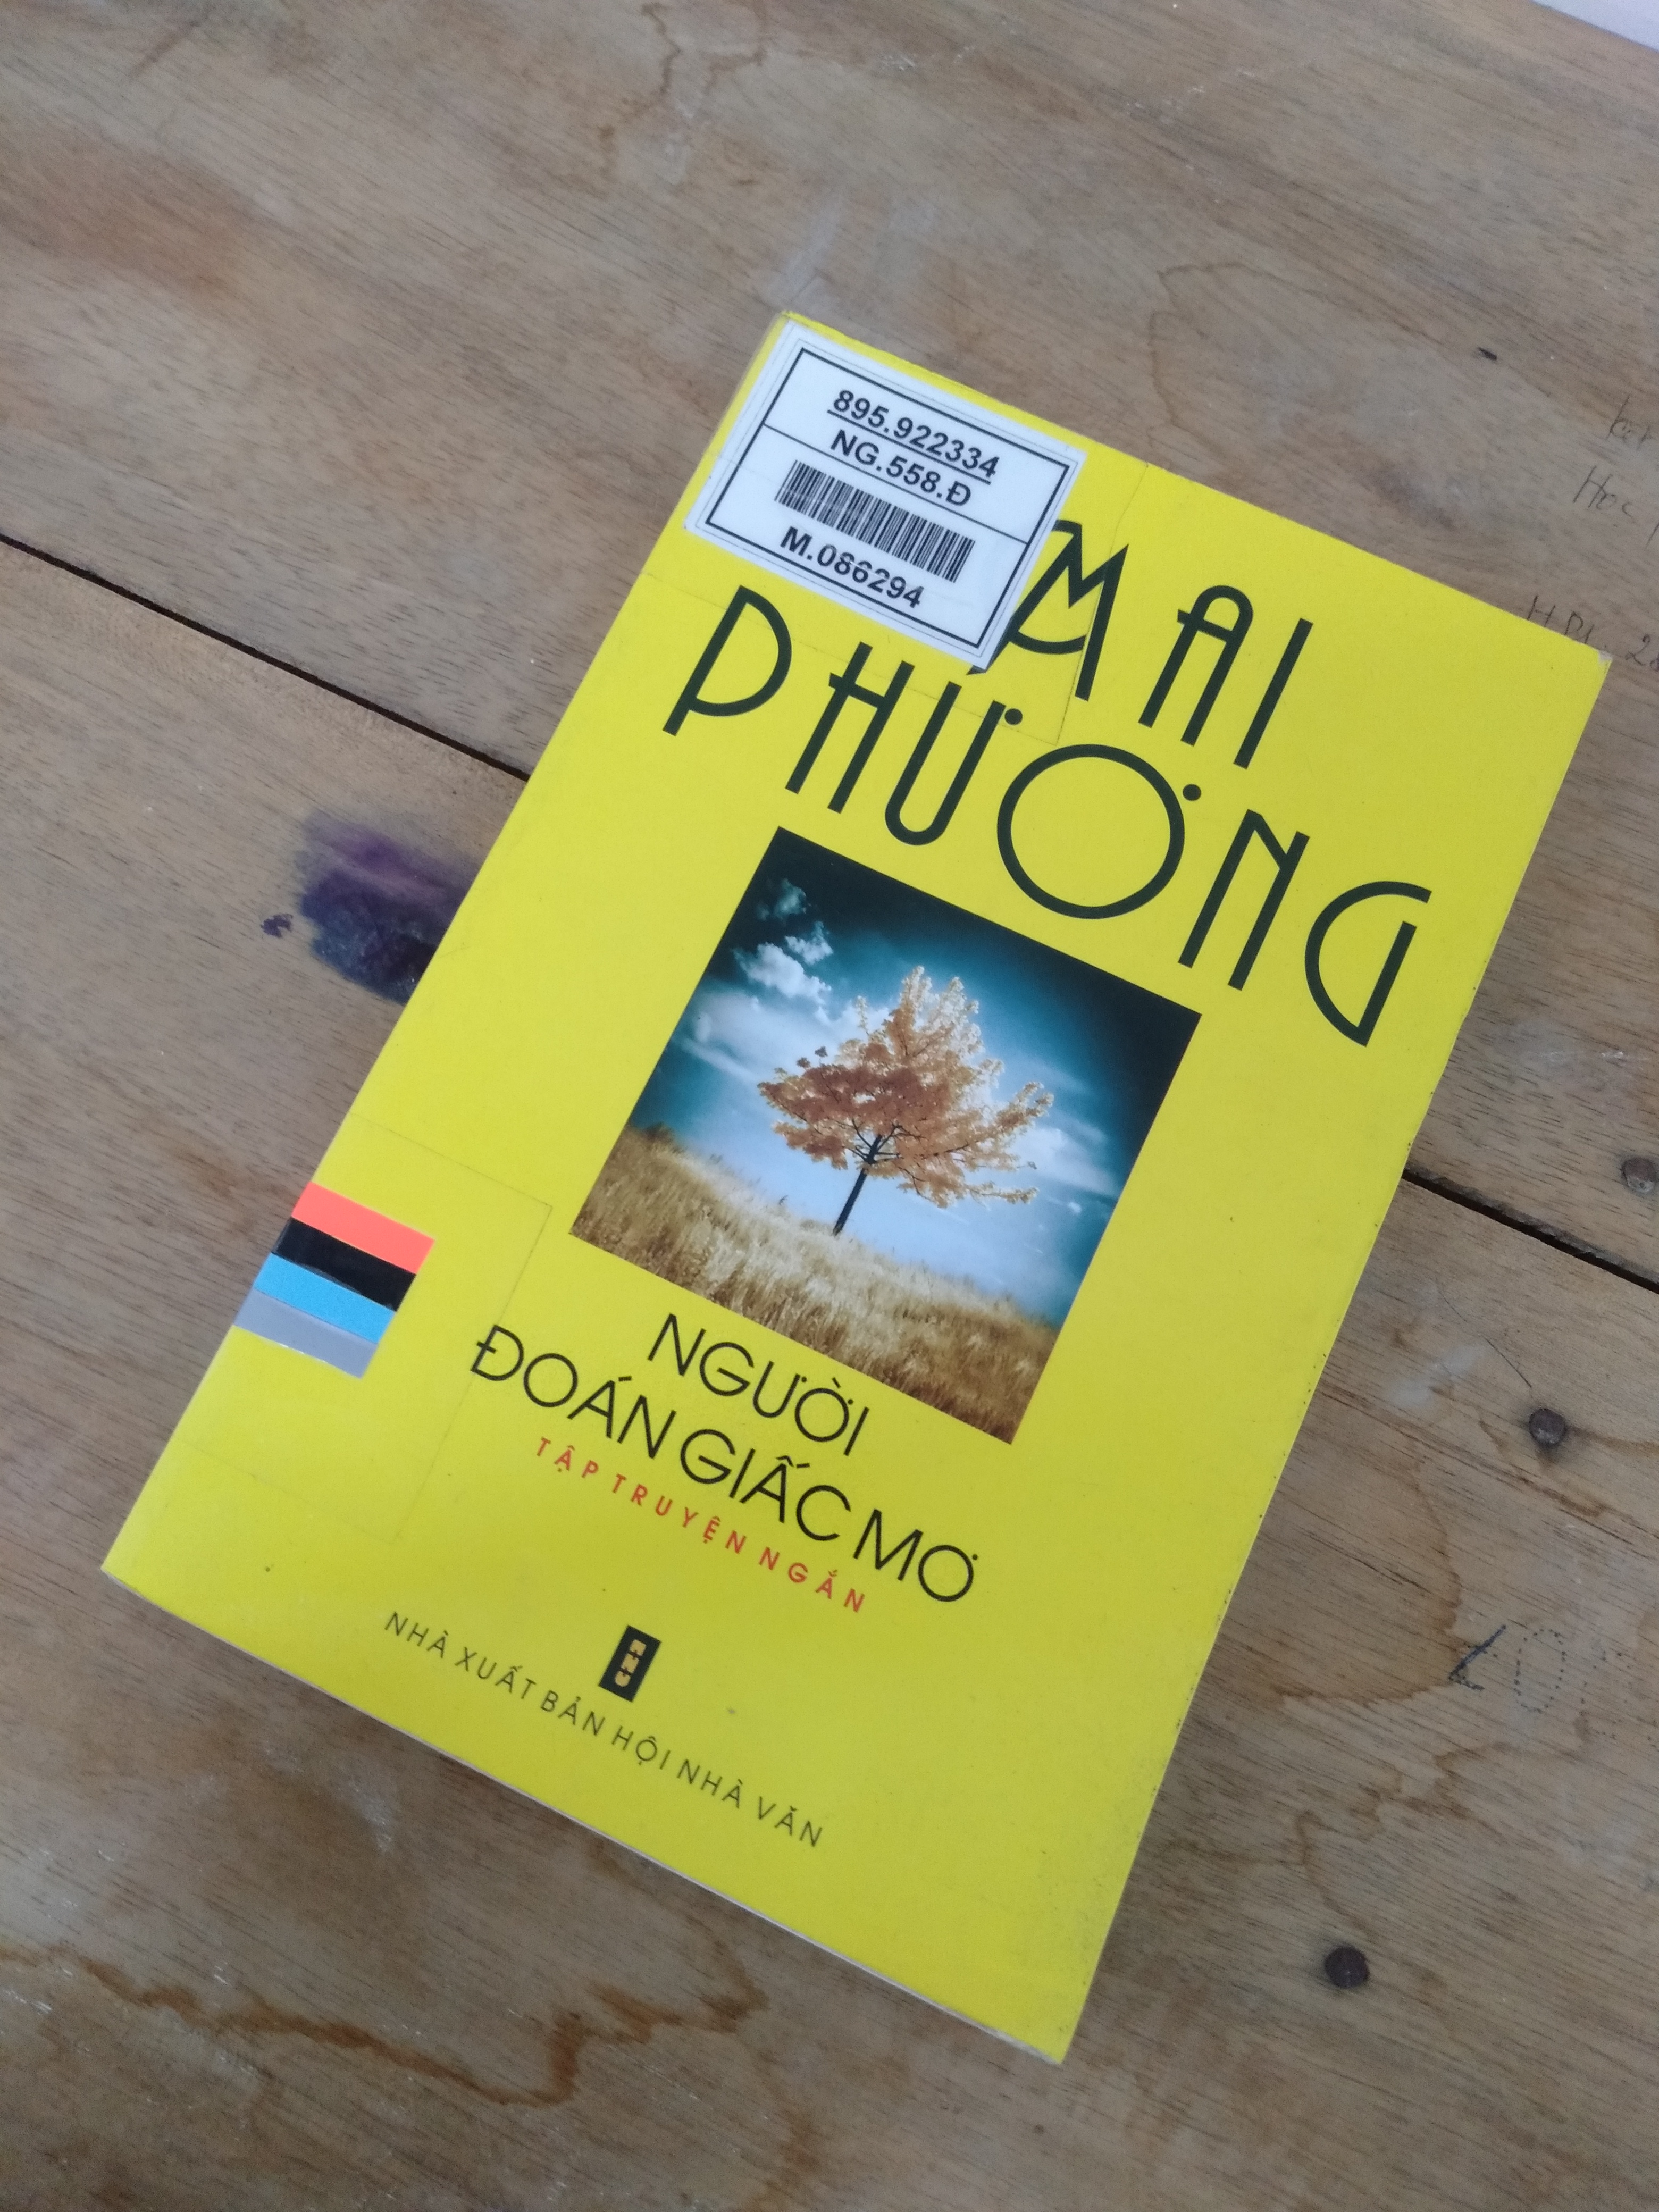 895.922334
NG.558.Đ
M.086294
MAI
PHƯƠNG
NGƯỜI
ĐOÁN GIẤC MƠ
TẬP TRUYỆN NGẮN
NHÀ XUẤT BẢN HỘI NHÀ VĂN